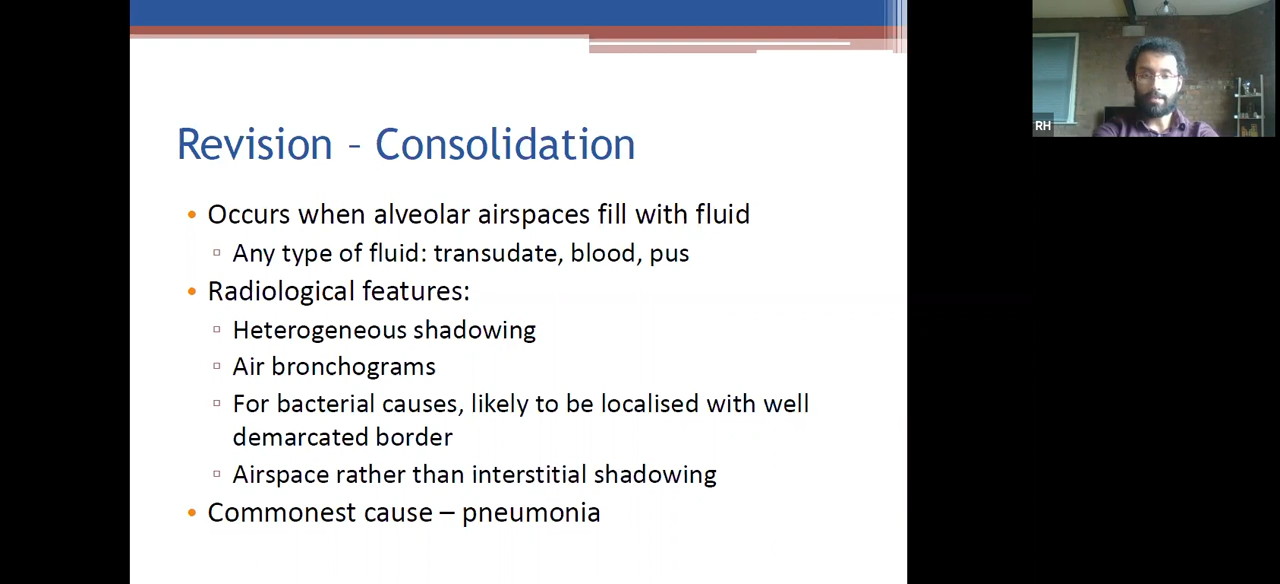 Revision – Consolidation
• Occurs when alveolar airspaces fill with fluid
▫ Any type of fluid: transudate, blood, pus
• Radiological features:
▫ Heterogeneous shadowing
▫ Air bronchograms
▫ For bacterial causes, likely to be localised with well
demarcated border
▫ Airspace rather than interstitial shadowing
• Commonest cause – pneumonia
RH